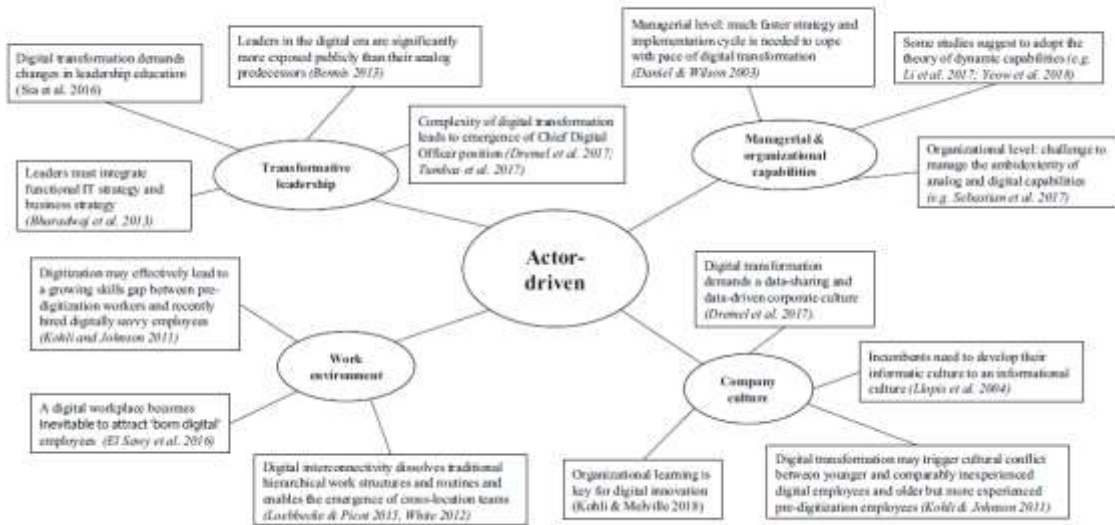 Digital transformation demands
changes in leadership education
(Sia et al. 2016)
Leaders in the digital era are significantly
more exposed publicly than their analog
predecessors (Bennis 2013)
Complexity of digital transformation
leads to emergence of Chief Digital
Officer position (Dremel et al. 2017;
Tumbas et al. 2017)
Leaders must integrate
functional IT strategy and
business strategy
(Bharadwaj et al. 2013)
Transformative
leadership
Managerial level: much faster strategy and
implementation cycle is needed to cope
with pace of digital transformation
(Daniel & Wilson 2003)
Some studies suggest to adopt the
theory of dynamic capabilities (e.g.
Li et al. 2017; Yeow et al. 2018)
Organizational level: challenge to
manage the ambidexterity of
analog and digital capabilities
(e.g. Sebastian et al. 2017)
Managerial &
organizational
capabilities
Actor-
driven
Digitization may effectively lead to
a growing skills gap between pre-
digitization workers and recently
hired digitally savvy employees
(Kohli and Johnson 2011)
A digital workplace becomes
inevitable to attract 'born digital'
employees (El Sawy et al. 2016)
Digital interconnectivity dissolves traditional
hierarchical work structures and routines and
enables the emergence of cross-location teams
(Loebbecke & Picot 2015, White 2012)
Work
environment
Digital transformation
demands a data-sharing and
data-driven corporate culture
(Dremel et al. 2017).
Incumbents need to develop their
informatic culture to an informational
culture (Llopis et al. 2004)
Company
culture
Organizational learning is
key for digital innovation
(Kohli & Melville 2018)
Digital transformation may trigger cultural conflict
between younger and comparably inexperienced
digital employees and older but more experienced
pre-digitization employees (Kohli & Johnson 2011)